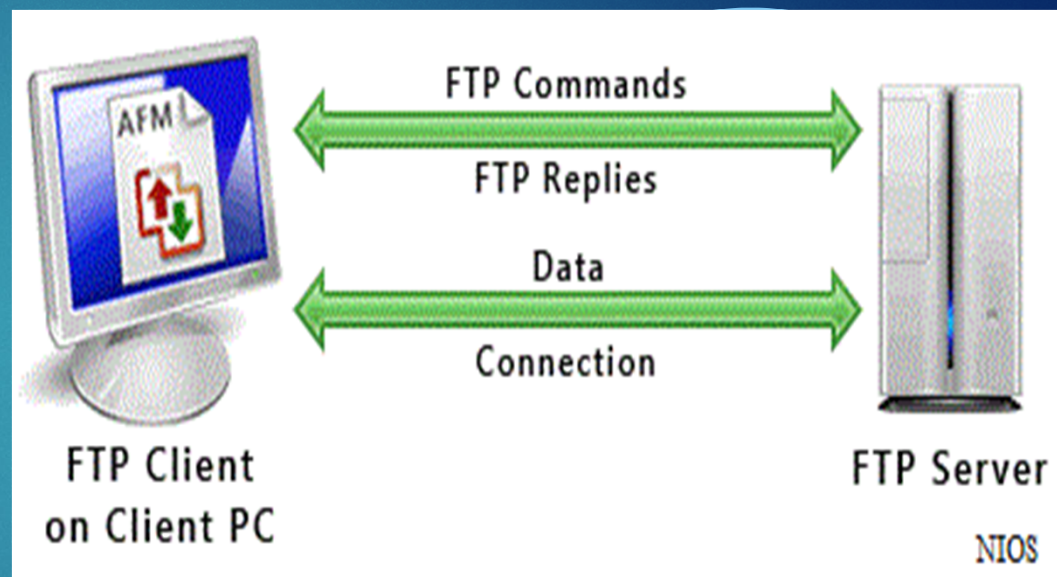 AFM
FTP Commands
FTP Replies
Data
Connection
FTP Client
on Client PC
FTP Server
NIOS